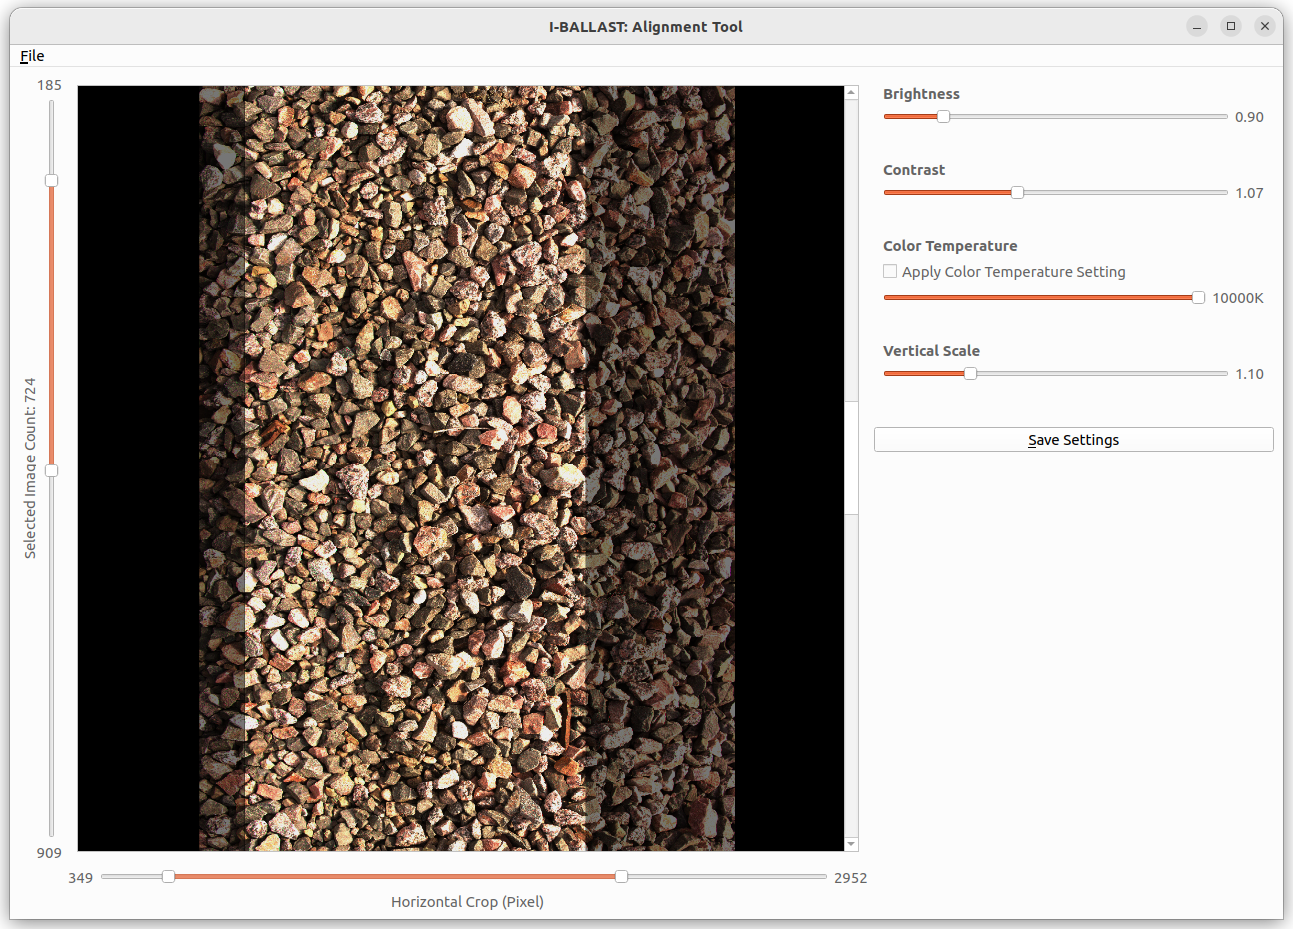 I-BALLAST: Alignment Tool
File
185
Selected Image Count: 724
909
349
2952
Horizontal Crop (Pixel)
Brightness
0.90
Contrast
1.07
Color Temperature
Apply Color Temperature Setting
10000K
Vertical Scale
1.10
Save Settings